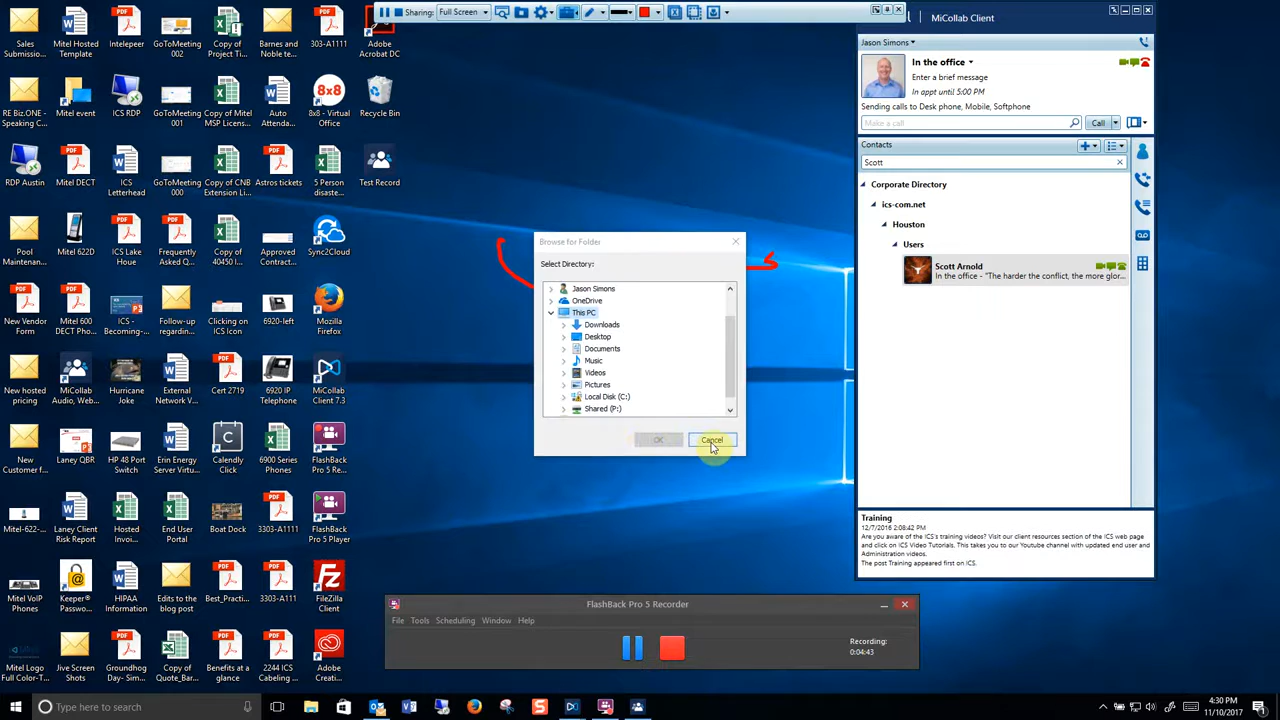 Sharing: Full Screen
MiCollab Client
Jason Simons
In the office
Enter a brief message
In appt until 5:00 PM
Sending calls to Desk phone, Mobile, Softphone
Make a call
Call
Contacts
Scott
Corporate Directory
ics-com.net
Houston
Users
Scott Arnold
In the office - "The harder the conflict, the more glor...
Training
12/7/2016 2:08:42 PM
Are you aware of the ICS's training videos? Visit our client resources section of the ICS web page
and click on ICS Video Tutorials. This takes you to our Youtube channel with updated end user and
Administration videos.
The post Training appeared first on ICS.
Browse for Folder
Select Directory:
Jason Simons
OneDrive
This PC
Downloads
Desktop
Documents
Music
Videos
Pictures
Local Disk (C:)
Shared (P:)
OK
Cancel
FlashBack Pro 5 Recorder
File Tools Scheduling Window Help
Recording:
0:04:43
Sales
Submissio...
Mitel Hosted
Template
Intelepeer
GoToMeeting
002
Copy of
Project T...
Barnes and
Noble te...
303-A1111
Adobe
Acrobat DC
RE Biz.ONE -
Speaking C...
Mitel event
ICS RDP
GoToMeeting
001
Copy of Mitel
MSP Licens...
Auto
Attenda...
8x8
8x8 - Virtual
Office
Recycle Bin
RDP Austin
Mitel DECT
ICS
Letterhead
GoToMeeting
000
Copy of CNB
Extension Li...
Astros tickets
5 Person
disaste...
Test Record
Pool
Maintenan...
Mitel 622D
ICS Lake
Houe
Frequently
Asked Q...
Copy of
40450 I...
Approved
Contract...
Sync2Cloud
New Vendor
Form
ICS -
Becoming-...
Mitel Hosted
600 DECT Pho...
Follow-up
regarding...
Clicking on
ICS Icon
6920-left
Mozilla
Firefox
New hosted
pricing
MiCollab
Audio, Web...
Hurricane
Joke
External
Network V...
Cert 2719
6920 IP
Telephone
MiCollab
Client 7.3
New
Customer f...
Laney QBR
HP 48 Port
Switch
Erin Energy
Server Virtu...
Calendly
Click
6900 Series
Phones
FlashBack
Pro 5 Re...
Mitel-622-...
Laney Client
Risk Report
Hosted
Invoi...
End User
Portal
Boat Dock
3303-A1111
FlashBack
Pro 5 Player
Mitel VoIP
Phones
Keeper®
Passwo...
HIPAA
Information
Edits to the
blog post
Best_Practi...
3303-A111
FileZilla
Client
Mitel Logo
Full Color-T...
Jive Screen
Shots
Groundhog
Day- Sim...
Copy of
Quote_Bar...
Benefits at a
glance
2244 ICS
Cabeling ...
Adobe
Creati...
Type here to search
4:30 PM
11/10/2017